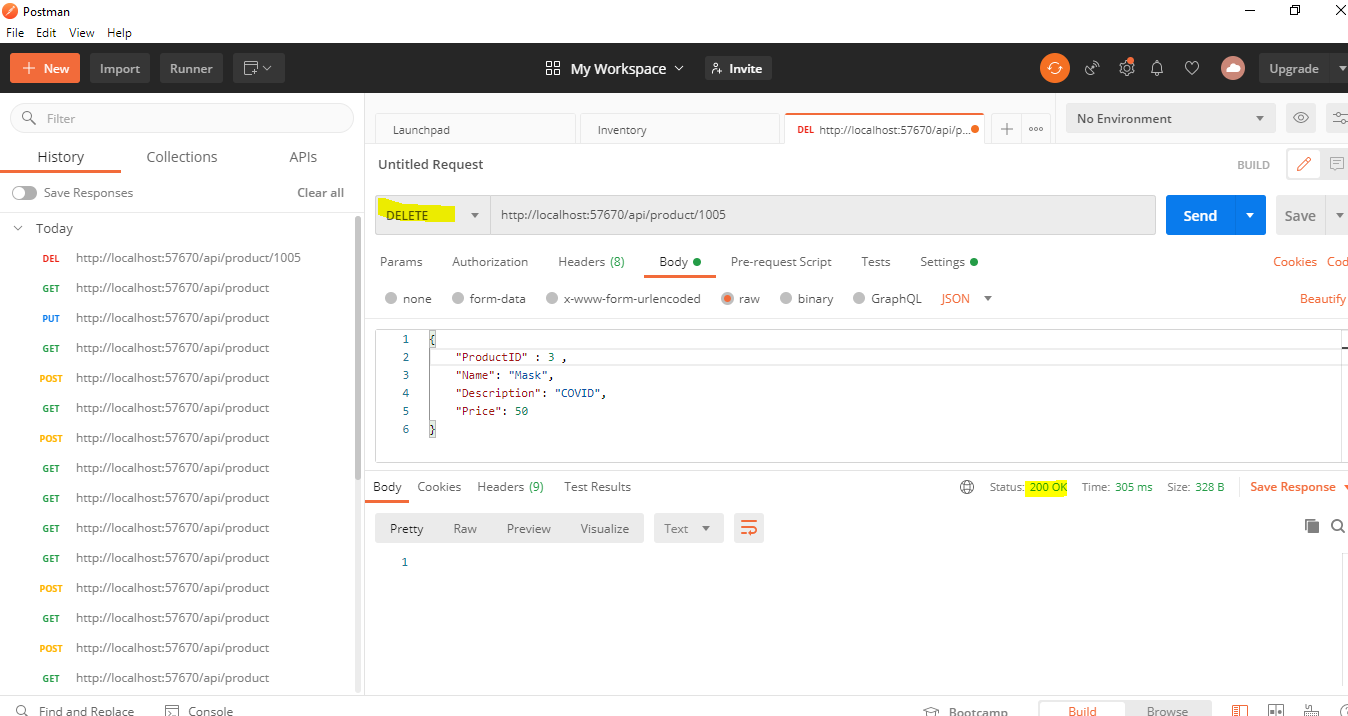 Postman
File Edit View Help
New Import Runner My Workspace Invite Upgrade
Filter
History Collections APIs
Save Responses Clear all
Today
DEL http://localhost:57670/api/product/1005
GET http://localhost:57670/api/product
PUT http://localhost:57670/api/product
GET http://localhost:57670/api/product
POST http://localhost:57670/api/product
GET http://localhost:57670/api/product
POST http://localhost:57670/api/product
GET http://localhost:57670/api/product
GET http://localhost:57670/api/product
GET http://localhost:57670/api/product
GET http://localhost:57670/api/product
POST http://localhost:57670/api/product
GET http://localhost:57670/api/product
POST http://localhost:57670/api/product
GET http://localhost:57670/api/product
Launchpad Inventory DEL http://localhost:57670/api/p... No Environment
Untitled Request BUILD
DELETE http://localhost:57670/api/product/1005 Send Save
Params Authorization Headers (8) Body Pre-request Script Tests Settings Cookies Cod
none form-data x-www-form-urlencoded raw binary GraphQL JSON Beautify
1 {
2 "ProductID" : 3 ,
3 "Name": "Mask",
4 "Description": "COVID",
5 "Price": 50
6 }
Body Cookies Headers (9) Test Results Status: 200 OK Time: 305 ms Size: 328 B Save Response
Pretty Raw Preview Visualize Text
1
Find and Replace Console Bootcamp Build Browse